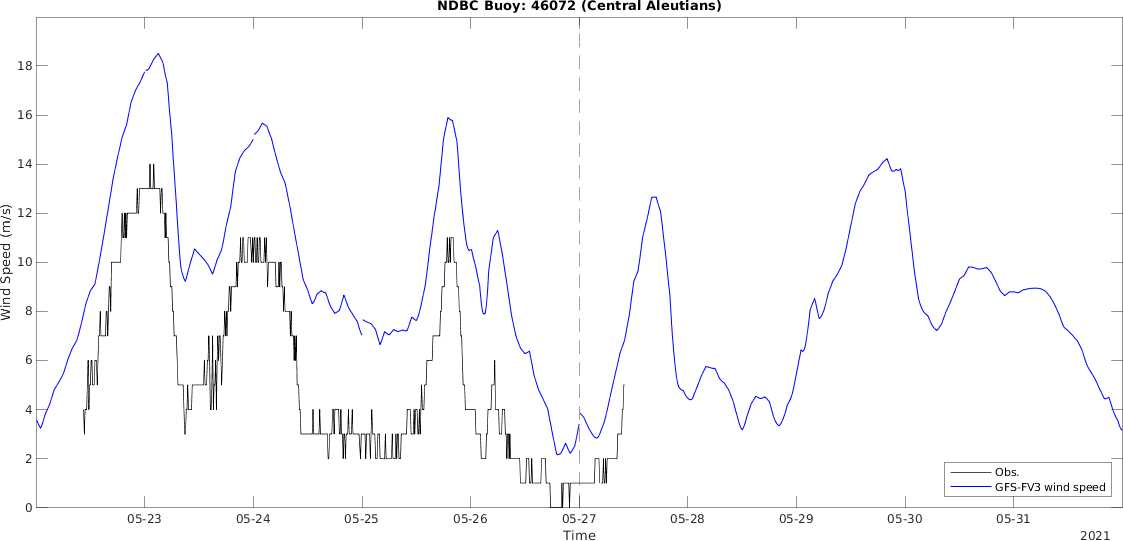 NDBC Buoy: 46072 (Central Aleutians)
Wind Speed (m/s)
18
16
14
12
10
8
6
4
2
0
05-23 05-24 05-25 05-26 05-27 05-28 05-29 05-30 05-31
Time
2021
Obs.
GFS-FV3 wind speed